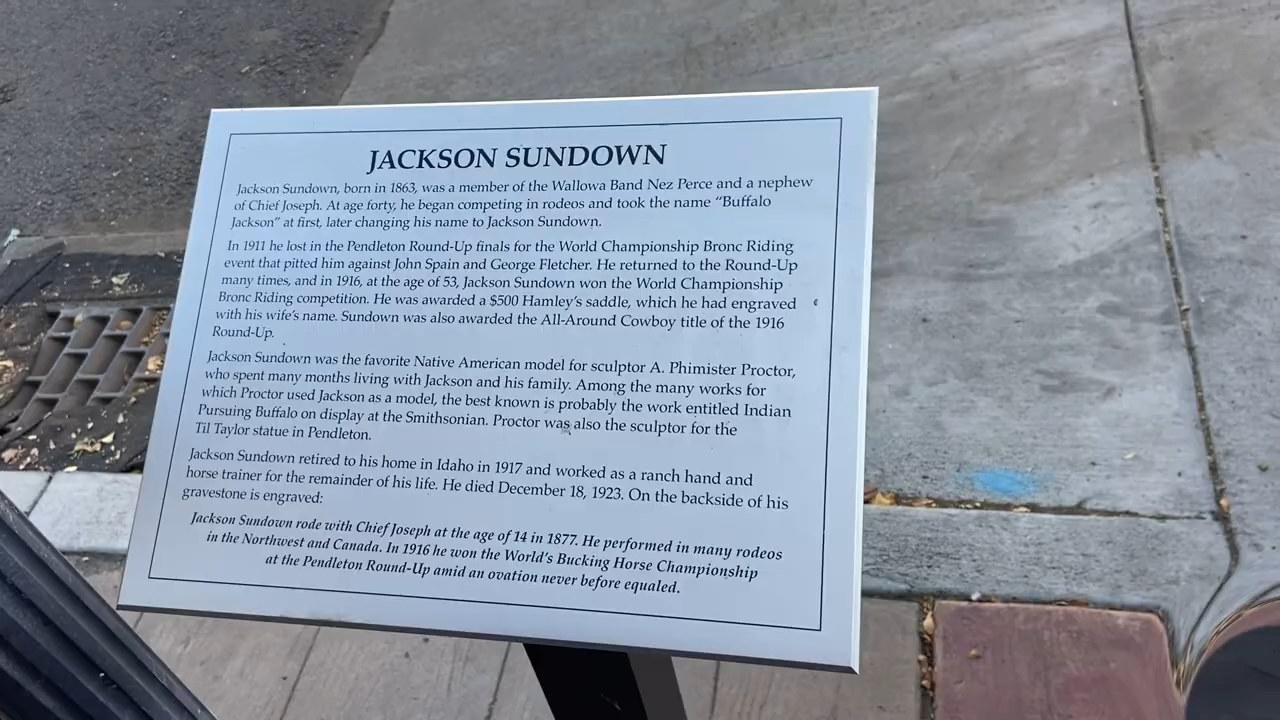 JACKSON SUNDOWN
Jackson Sundown, born in 1863, was a member of the Wallowa Band Nez Perce and a nephew
of Chief Joseph. At age forty, he began competing in rodeos and took the name “Buffalo
Jackson” at first, later changing his name to Jackson Sundown.
In 1911 he lost in the Pendleton Round-Up finals for the World Championship Bronc Riding
event that pitted him against John Spain and George Fletcher. He returned to the Round-Up
many times, and in 1916, at the age of 53, Jackson Sundown won the World Championship
Bronc Riding competition. He was awarded a $500 Hamley’s saddle, which he had engraved
with his wife’s name. Sundown was also awarded the All-Around Cowboy title of the 1916
Round-Up.
Jackson Sundown was the favorite Native American model for sculptor A. Phimister Proctor,
who spent many months living with Jackson and his family. Among the many works for
which Proctor used Jackson as a model, the best known is probably the work entitled Indian
Pursuing Buffalo on display at the Smithsonian. Proctor was also the sculptor for the
Til Taylor statue in Pendleton.
Jackson Sundown retired to his home in Idaho in 1917 and worked as a ranch hand and
horse trainer for the remainder of his life. He died December 18, 1923. On the backside of his
gravestone is engraved:
Jackson Sundown rode with Chief Joseph at the age of 14 in 1877. He performed in many rodeos
in the Northwest and Canada. In 1916 he won the World’s Bucking Horse Championship
at the Pendleton Round-Up amid an ovation never before equaled.